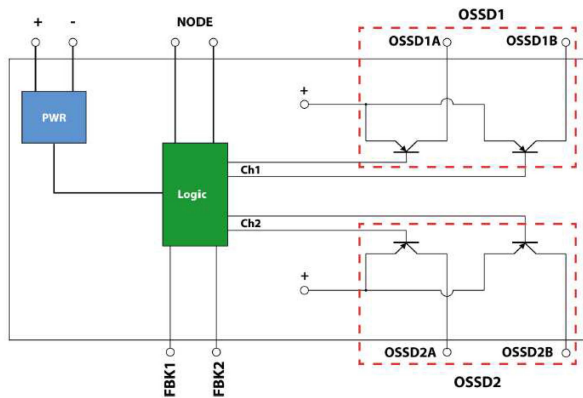 + - NODE OSSD1
OSSD1A OSSD1B
+
PWR
Ch1
Logic
Ch2
+
OSSD2A OSSD2B
FBK1
FBK2
OSSD2